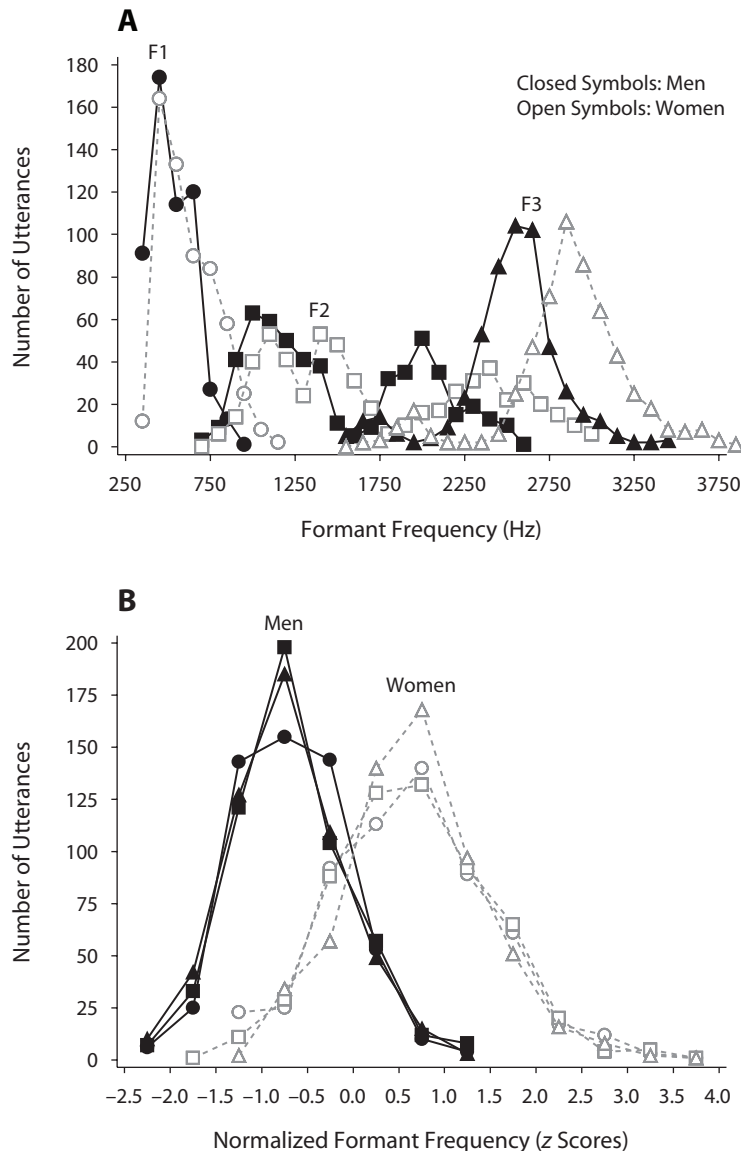 A
F1
180
160
140
120
100
80
60
40
20
0
Number of Utterances
Closed Symbols: Men
Open Symbols: Women
F3
F2
250 750 1250 1750 2250 2750 3250 3750
Formant Frequency (Hz)
B
Men
Women
200
175
150
125
100
75
50
25
0
Number of Utterances
−2.5 −2.0 −1.5 −1.0 −0.5 0.0 0.5 1.0 1.5 2.0 2.5 3.0 3.5 4.0
Normalized Formant Frequency (z Scores)